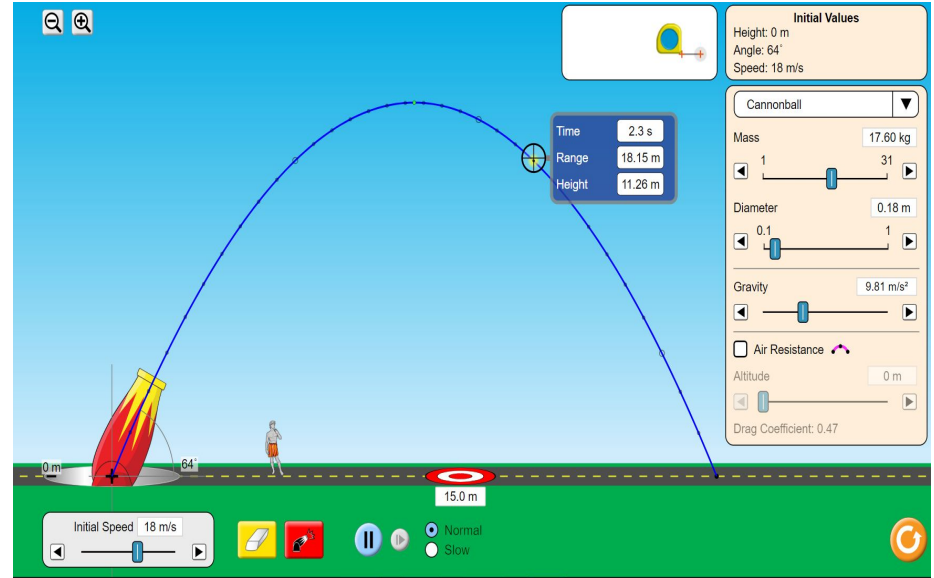 Initial Values
Height: 0 m
Angle: 64°
Speed: 18 m/s
Cannonball
Mass 17.60 kg
1 31
Diameter 0.18 m
0.1 1
Gravity 9.81 m/s²
Air Resistance
Altitude 0 m
Drag Coefficient: 0.47
Time 2.3 s
Range 18.15 m
Height 11.26 m
0 m
64°
15.0 m
Initial Speed 18 m/s
Normal
Slow